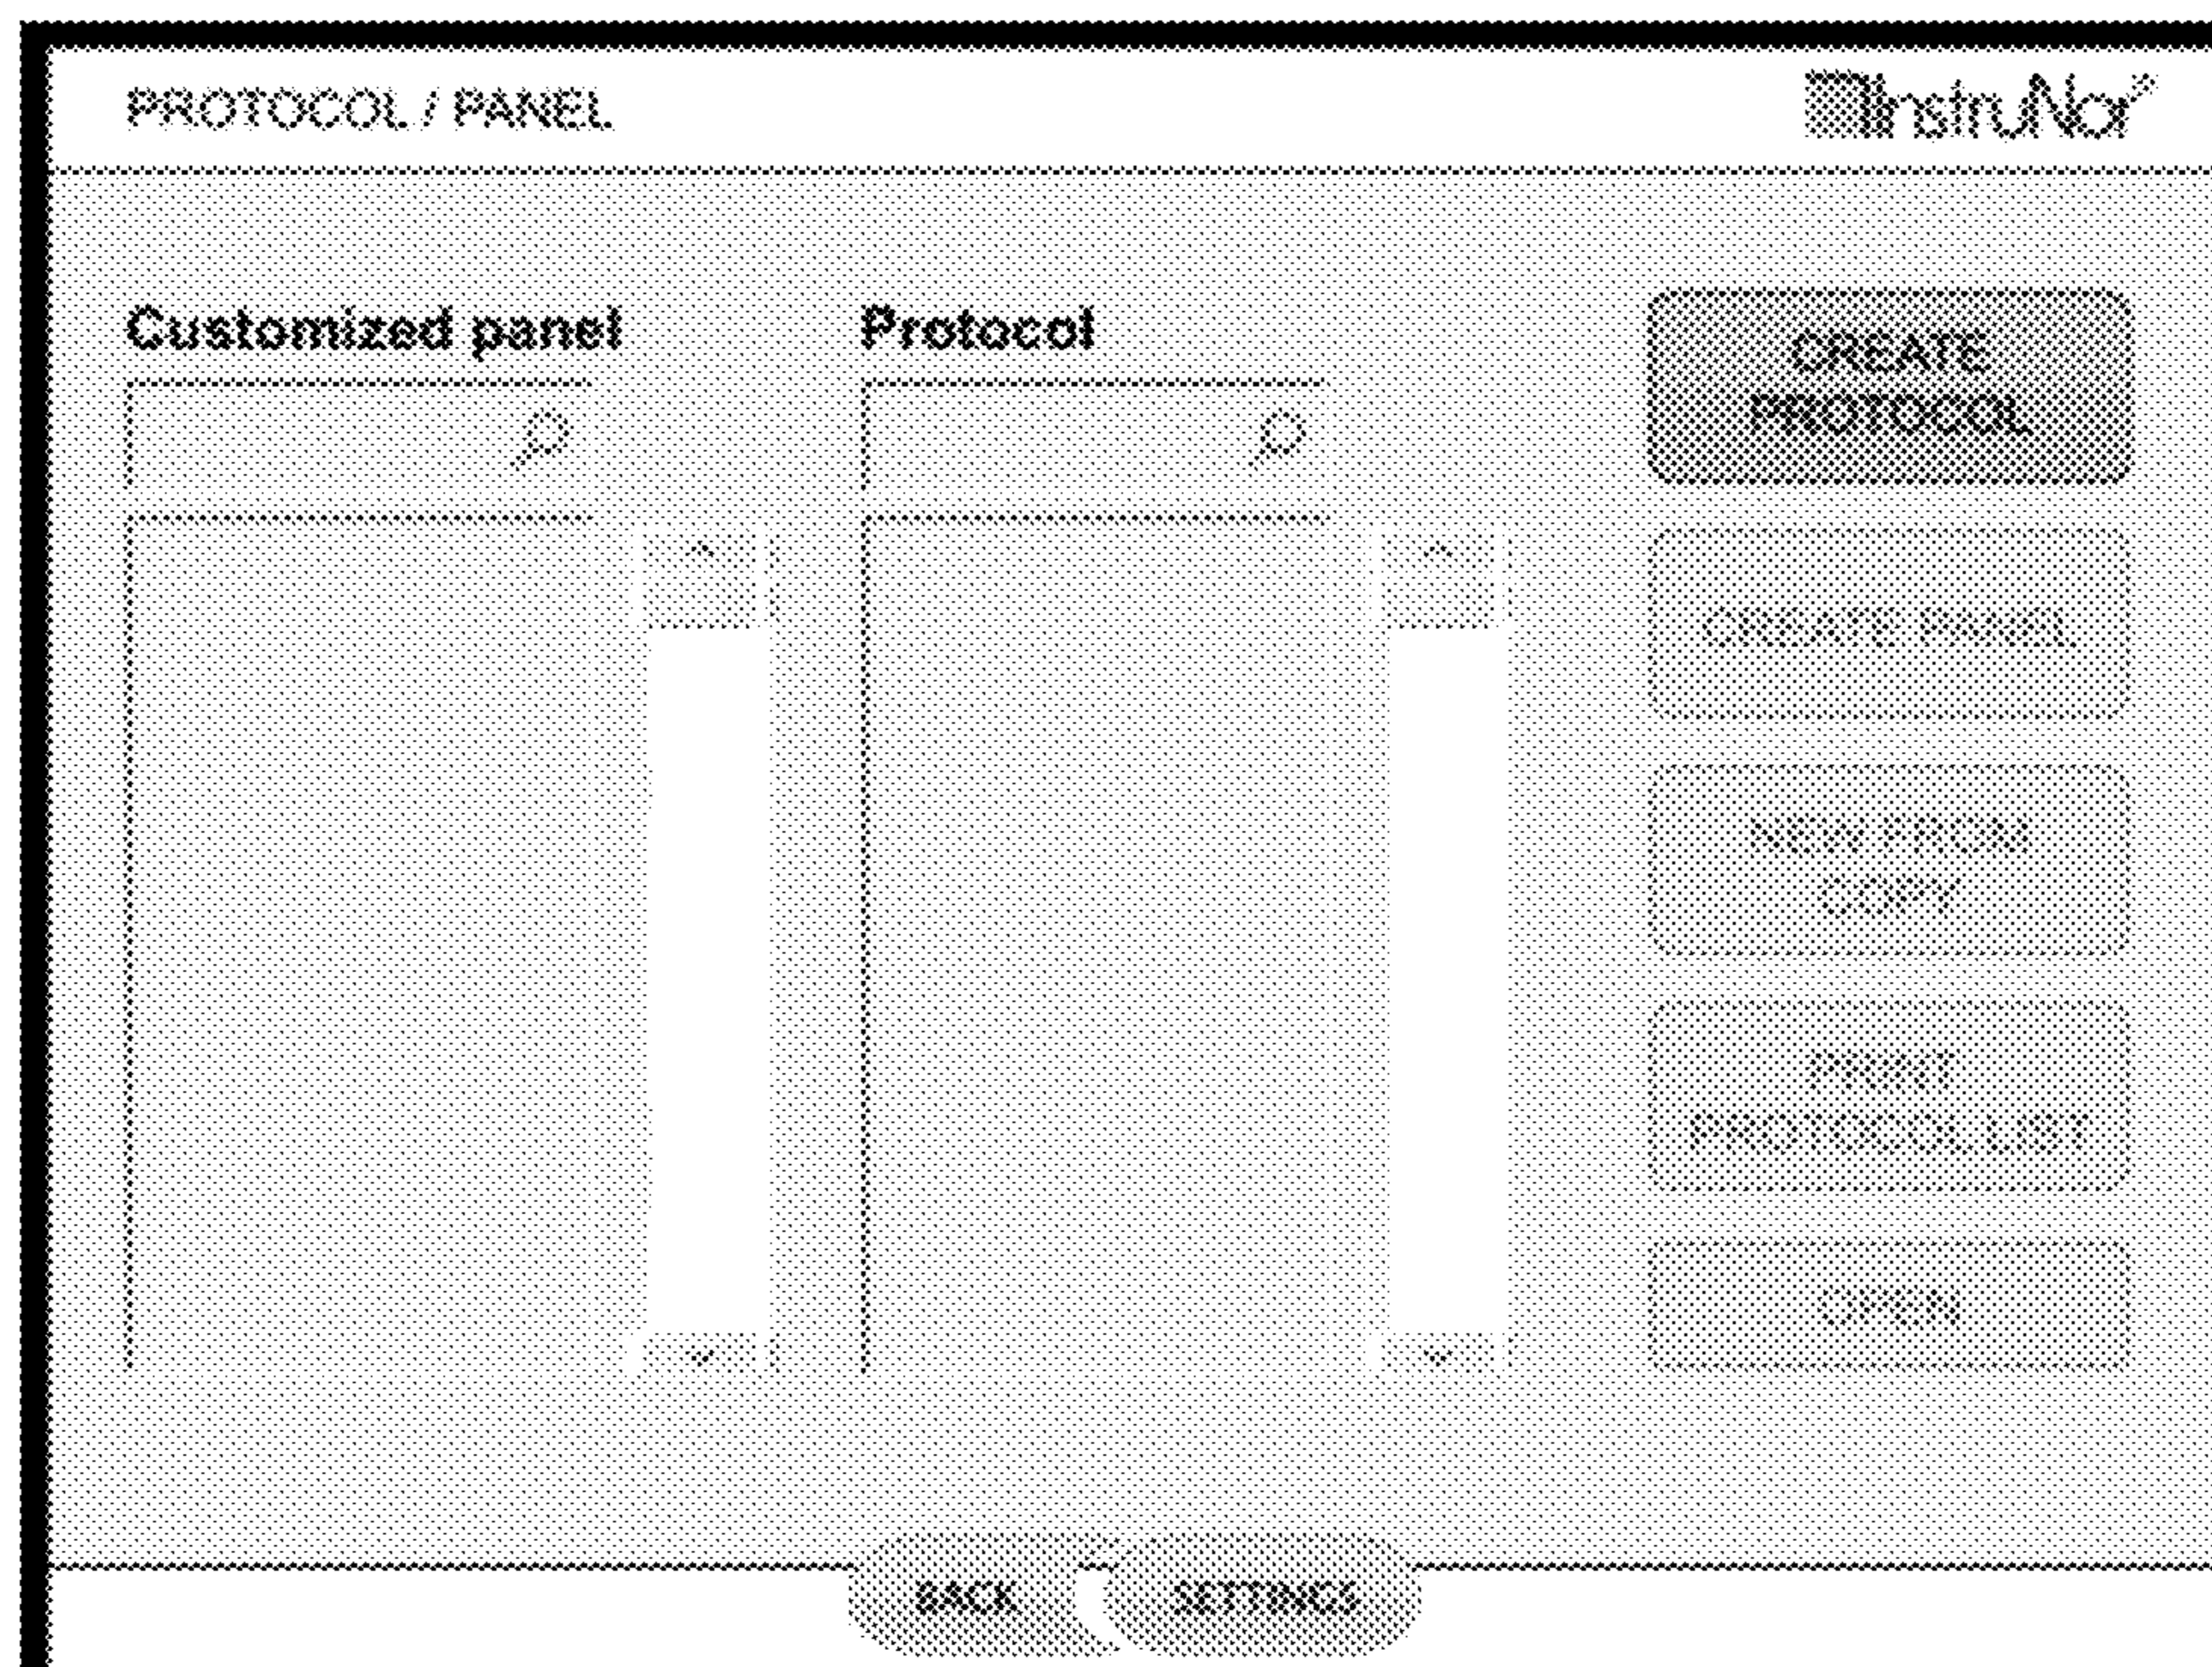 PROTOCOL / PANEL
InstruNor
Customized panel
Protocol
CREATE
PROTOCOL
CREATE PANEL
NEW FROM
COPY
PRINT
PROTOCOL LIST
OPEN
BACK
SETTINGS